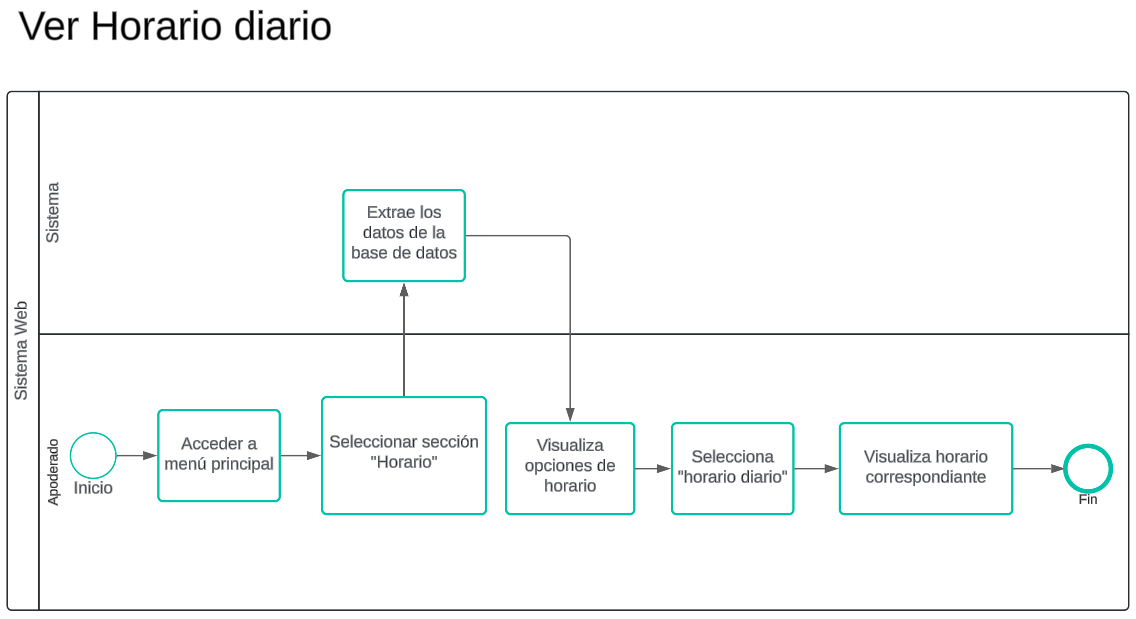 Ver Horario diario
Sistema Web
Sistema
Extrae los
datos de la
base de datos
Apoderado
Inicio
Acceder a
menú principal
Seleccionar sección
"Horario"
Visualiza
opciones de
horario
Selecciona
"horario diario"
Visualiza horario
correspondiante
Fin